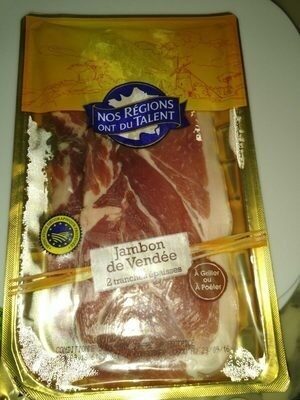 NOS RÉGIONS
ONT DU TALENT
Jambon
de Vendée
2 tranches épaisses
À Griller
ou
À Poêler